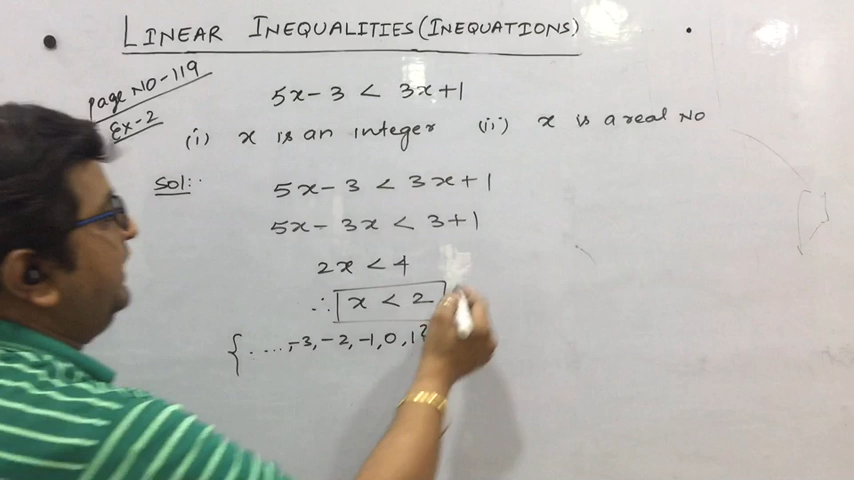 LINEAR INEQUALITIES (INEQUATIONS)
page NO-119
Ex-2
5x-3 < 3x+1
(i) x is an integer (ii) x is a real NO
Sol:-
5x-3 < 3x+1
5x-3x < 3+1
2x < 4
∴ x < 2
{ ....,-3,-2,-1,0,1